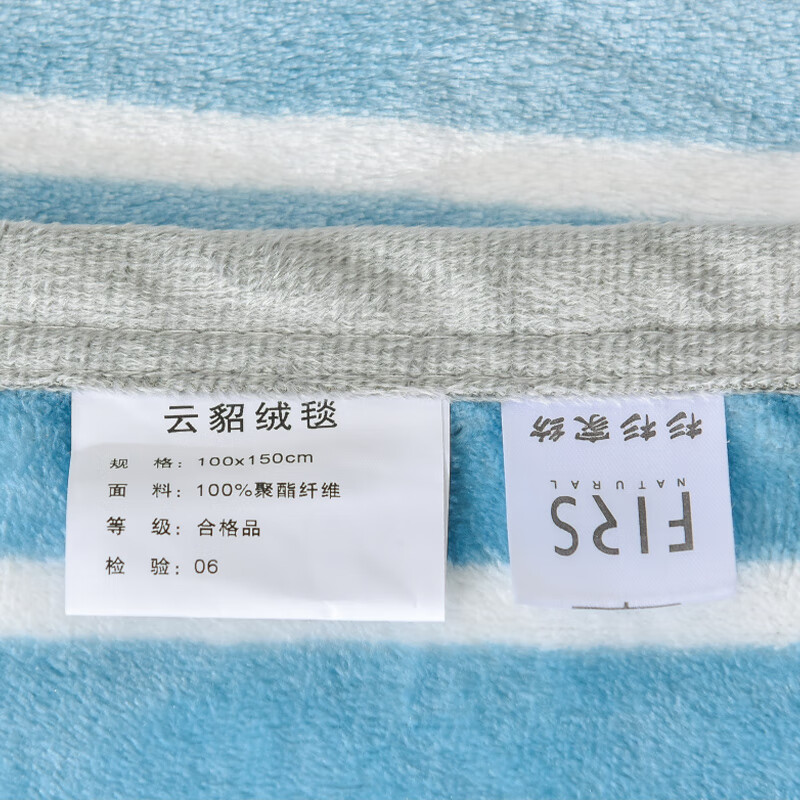 云貂绒毯
规 格: 100x150cm
面 料: 100%聚酯纤维
等 级: 合格品
检 验: 06
FIRS
NATURAL
杉杉家纺